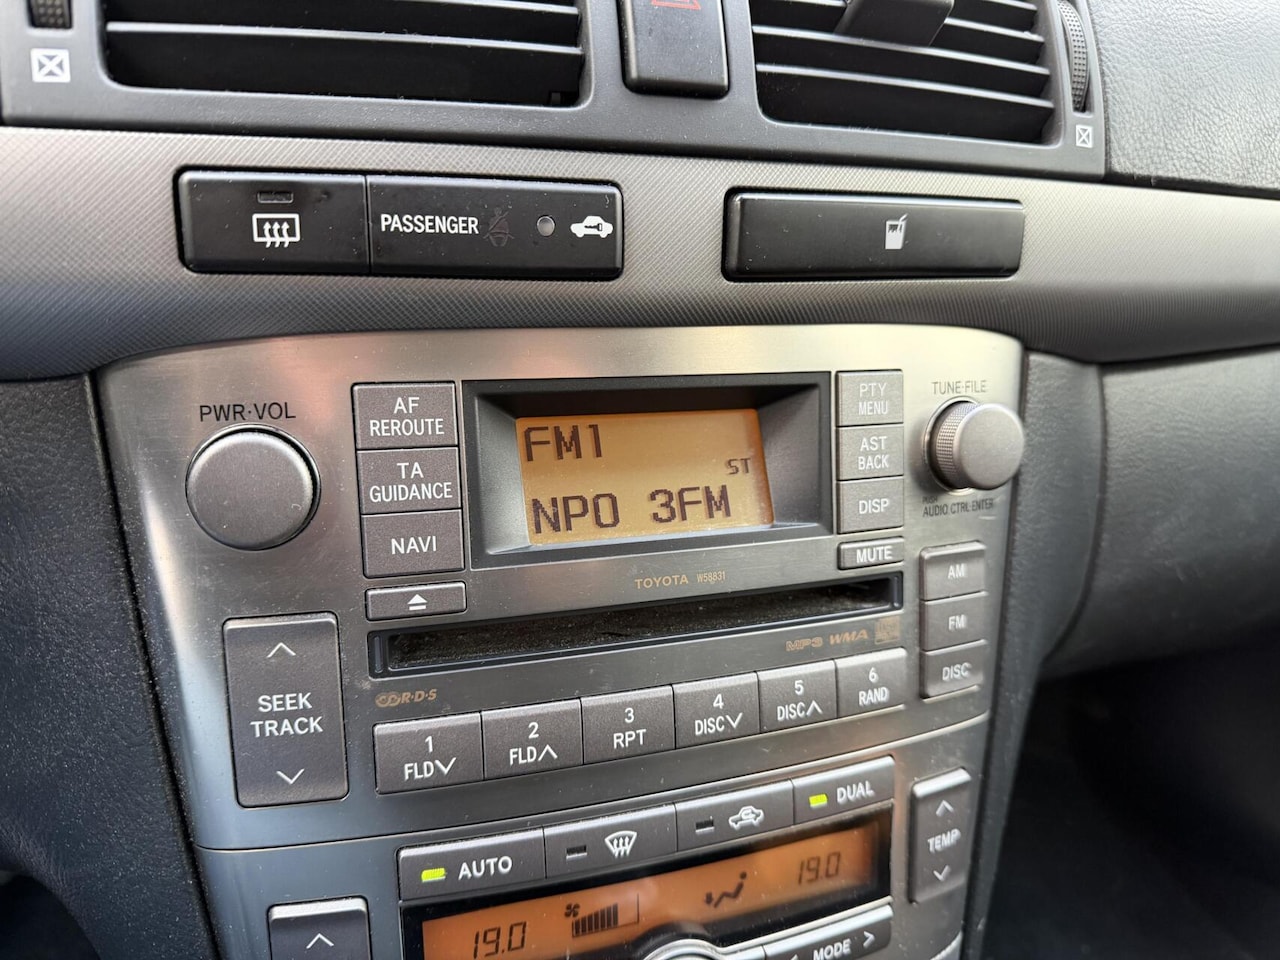 PASSENGER
PWR·VOL
AF
REROUTE
TA
GUIDANCE
NAVI
FM1
ST
NPO 3FM
PTY
MENU
AST
BACK
DISP
MUTE
TUNE·FILE
PUSH
AUDIO.CTRL·ENTER
TOYOTA W58831
AM
FM
DISC
MP3 WMA
SEEK
TRACK
R·D·S
1
FLD
2
FLD
3
RPT
4
DISC
5
DISC
6
RAND
AUTO
DUAL
TEMP
19.0
19.0
MODE